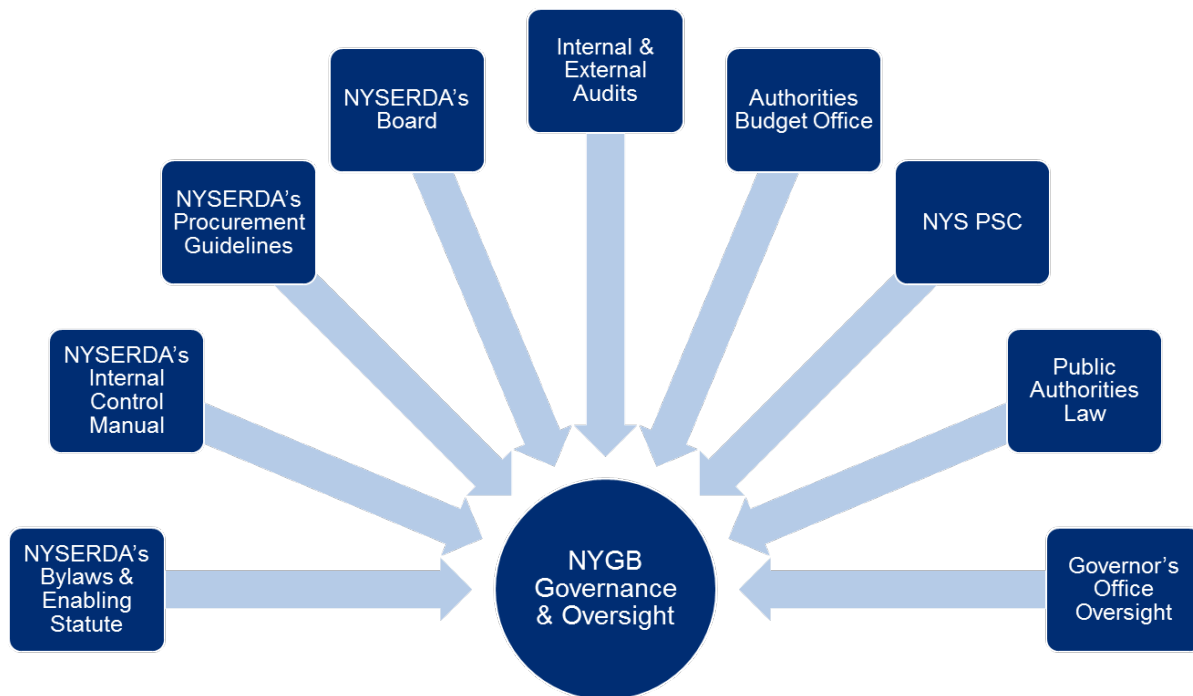 Internal &
External
Audits
NYSERDA’s
Board
Authorities
Budget Office
NYSERDA’s
Procurement
Guidelines
NYS PSC
NYSERDA’s
Internal
Control
Manual
Public
Authorities
Law
NYSERDA’s
Bylaws &
Enabling
Statute
NYGB
Governance
& Oversight
Governor’s
Office
Oversight